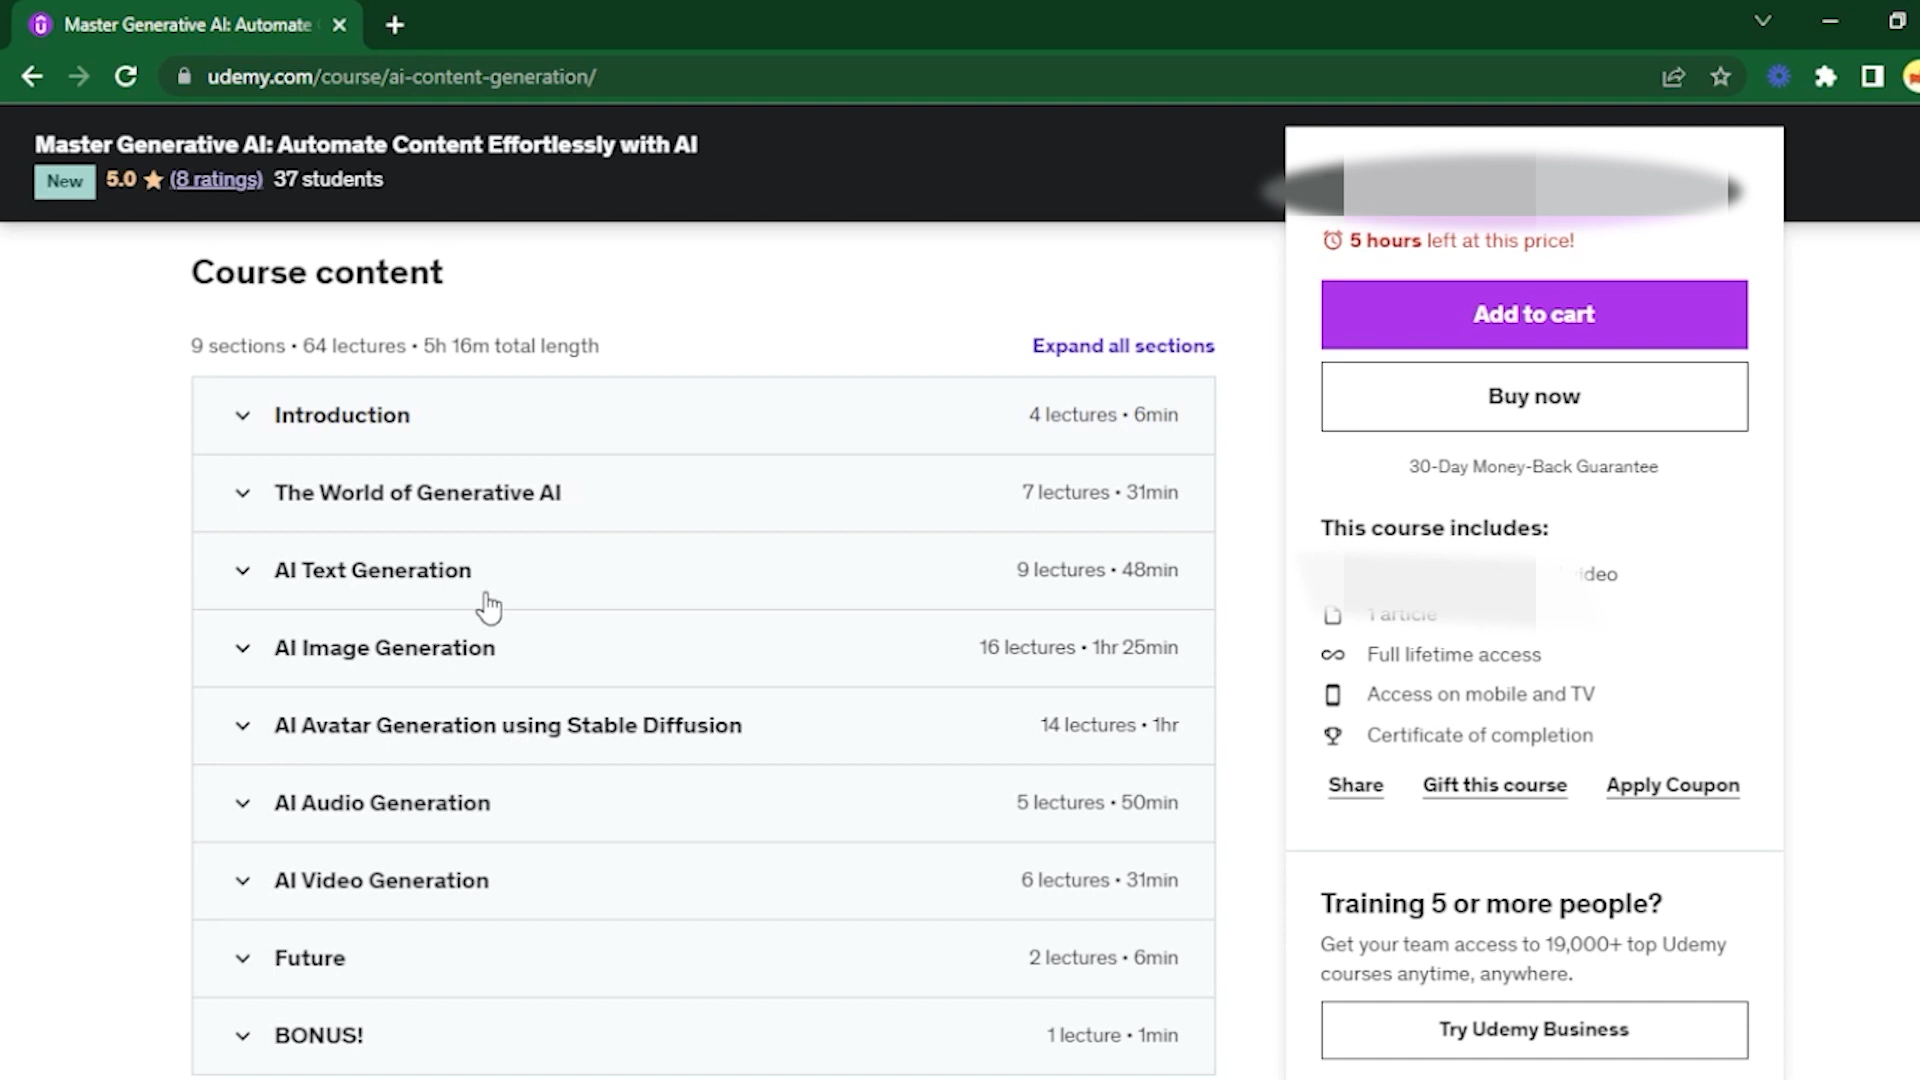 Master Generative AI: Automate
udemy.com/course/ai-content-generation/
Master Generative AI: Automate Content Effortlessly with AI
New 5.0 (8 ratings) 37 students
Course content
9 sections • 64 lectures • 5h 16m total length Expand all sections
Introduction 4 lectures • 6min
The World of Generative AI 7 lectures • 31min
AI Text Generation 9 lectures • 48min
AI Image Generation 16 lectures • 1hr 25min
AI Avatar Generation using Stable Diffusion 14 lectures • 1hr
AI Audio Generation 5 lectures • 50min
AI Video Generation 6 lectures • 31min
Future 2 lectures • 6min
BONUS! 1 lecture • 1min
5 hours left at this price!
Add to cart
Buy now
30-Day Money-Back Guarantee
This course includes:
1 article
Full lifetime access
Access on mobile and TV
Certificate of completion
Share Gift this course Apply Coupon
Training 5 or more people?
Get your team access to 19,000+ top Udemy
courses anytime, anywhere.
Try Udemy Business